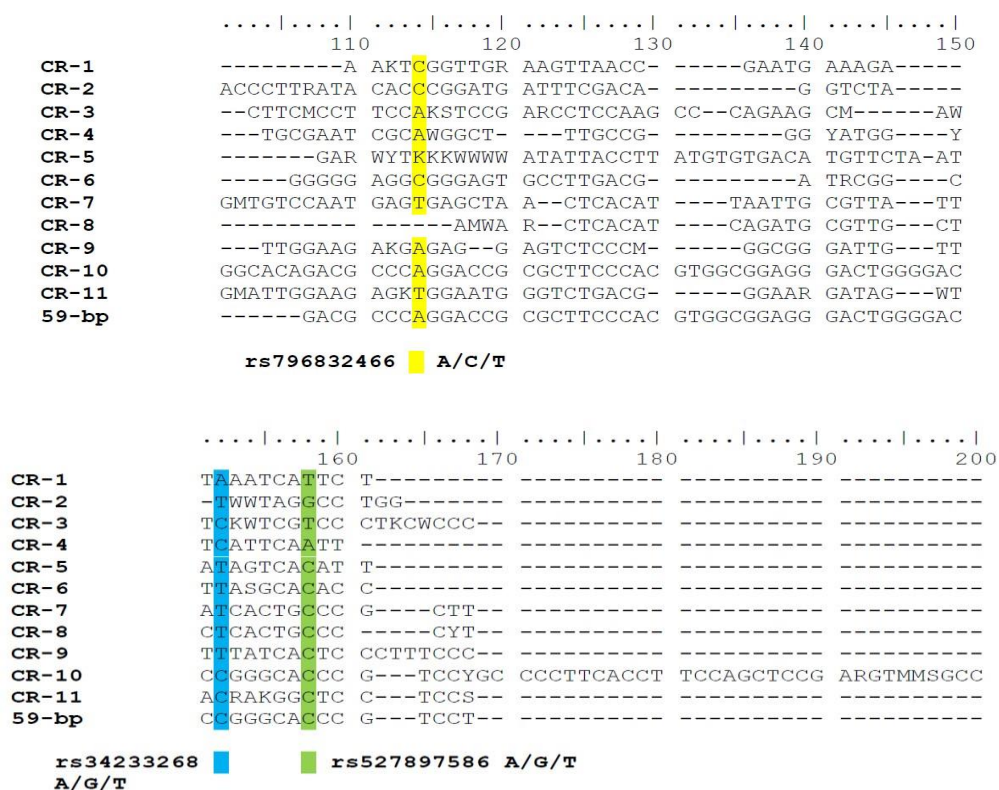 ....|....| ....|....| ....|....| ....|....| ....|....|
110 120 130 140 150
CR-1 ---------A AKTCGGTTGR AAGTTAACC- ------GAATG AAAGA-----
CR-2 ACCCTTRATA CACCCGGATG ATTTCGACA- ---------G GTCTA-----
CR-3 --CTTCMCCT TCCAKSTCCG ARCCTCCAAG CC--CAGAAG CM-----AW
CR-4 ---TGCGAAT CGCAWGGCT- --TTGCCG-- --------GG YATGG----Y
CR-5 -------GAR WYTKKKWWWW ATATTACCTT ATGTGTGACA TGTTCTA-AT
CR-6 -----GGGGG AGGCGGGAGT GCCTTGACG- ---------A TRCGG----C
CR-7 GMTGTCCAAT GAGTGAGCTA A--CTCACAT ----TAATTG CGTTA---TT
CR-8 ---------- ------AMWA R--CTCACAT ----CAGATG CGTTG---CT
CR-9 ---TTGGAAG AKGAGAG--G GAGTCTCCCM- -----GGCGG GATTG---TT
CR-10 GGCACAGACG CCCAGGACCG CGCTTCCCAC GTGGCGGAGG GACTGGGGAC
CR-11 GMATTGGAAG AGKTGGAATG GGTCTGACG- ------GGAAR GATAG---WT
59-bp ------GACG CCCAGGACCG CGCTTCCCAC GTGGCGGAGG GACTGGGGAC
rs796832466 A/C/T
....|....| ....|....| ....|....| ....|....| ....|....|
160 170 180 190 200
CR-1 TAAATCATTC T--------- ---------- ---------- ----------
CR-2 -TWWTAGGCC TGG------- ---------- ---------- ----------
CR-3 TCKWTCGTCC CTKCWCCC-- ---------- ---------- ----------
CR-4 TCATTCAATT ---------- ---------- ---------- ----------
CR-5 ATAGTCACAT T--------- ---------- ---------- ----------
CR-6 TTASGCACAC C--------- ---------- ---------- ----------
CR-7 ATCACTGCCC G----CTT-- ---------- ---------- ----------
CR-8 CTCACTGCCC -----CYT-- ---------- ---------- ----------
CR-9 TTTATCACTC CCTTTCCC-- ---------- ---------- ----------
CR-10 CCGGGCACCC G---TCCYGC CCCTTCACCT TCCAGCTCCG ARGTMMSGCC
CR-11 ACRAKGGCTC C---TCCS-- ---------- ---------- ----------
59-bp CCGGGCACCC G---TCCT-- ---------- ---------- ----------
rs34233268 rs527897586 A/G/T
A/G/T